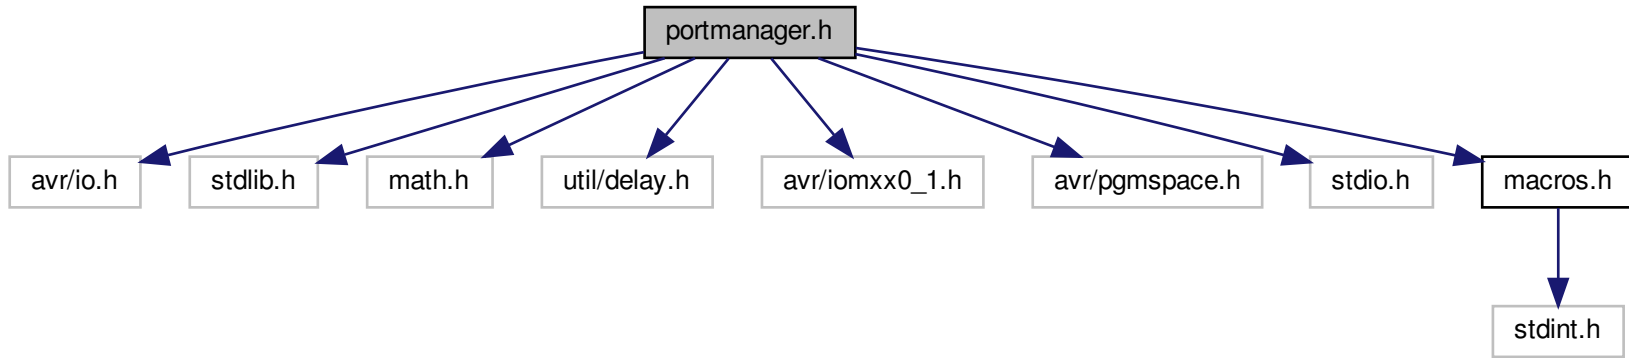 portmanager.h
avr/io.h
stdlib.h
math.h
util/delay.h
avr/iomxx0_1.h
avr/pgmspace.h
stdio.h
macros.h
stdint.h